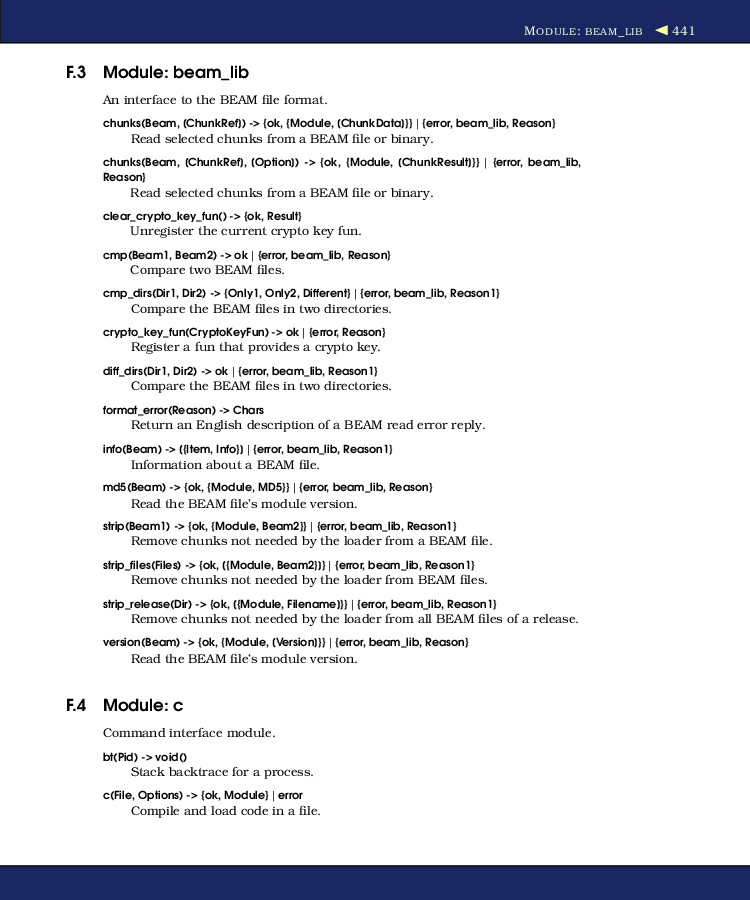 MODULE: BEAM_LIB ◀ 441
F.3 Module: beam_lib
An interface to the BEAM file format.
chunks(Beam, [ChunkRef]) -> {ok, {Module, [ChunkData]}} | {error, beam_lib, Reason}
Read selected chunks from a BEAM file or binary.
chunks(Beam, [ChunkRef], [Option]) -> {ok, {Module, [ChunkResult]}} | {error, beam_lib,
Reason}
Read selected chunks from a BEAM file or binary.
clear_crypto_key_fun() -> {ok, Result}
Unregister the current crypto key fun.
cmp(Beam1, Beam2) -> ok | {error, beam_lib, Reason}
Compare two BEAM files.
cmp_dirs(Dir1, Dir2) -> {Only1, Only2, Different} | {error, beam_lib, Reason1}
Compare the BEAM files in two directories.
crypto_key_fun(CryptoKeyFun) -> ok | {error, Reason}
Register a fun that provides a crypto key.
diff_dirs(Dir1, Dir2) -> ok | {error, beam_lib, Reason1}
Compare the BEAM files in two directories.
format_error(Reason) -> Chars
Return an English description of a BEAM read error reply.
info(Beam) -> [{Item, Info}] | {error, beam_lib, Reason1}
Information about a BEAM file.
md5(Beam) -> {ok, {Module, MD5}} | {error, beam_lib, Reason}
Read the BEAM file's module version.
strip(Beam1) -> {ok, {Module, Beam2}} | {error, beam_lib, Reason1}
Remove chunks not needed by the loader from a BEAM file.
strip_files(Files) -> {ok, [{Module, Beam2}]} | {error, beam_lib, Reason1}
Remove chunks not needed by the loader from BEAM files.
strip_release(Dir) -> {ok, [{Module, Filename}]} | {error, beam_lib, Reason1}
Remove chunks not needed by the loader from all BEAM files of a release.
version(Beam) -> {ok, {Module, [Version]}} | {error, beam_lib, Reason}
Read the BEAM file's module version.
F.4 Module: c
Command interface module.
bt(Pid) -> void()
Stack backtrace for a process.
c(File, Options) -> {ok, Module} | error
Compile and load code in a file.